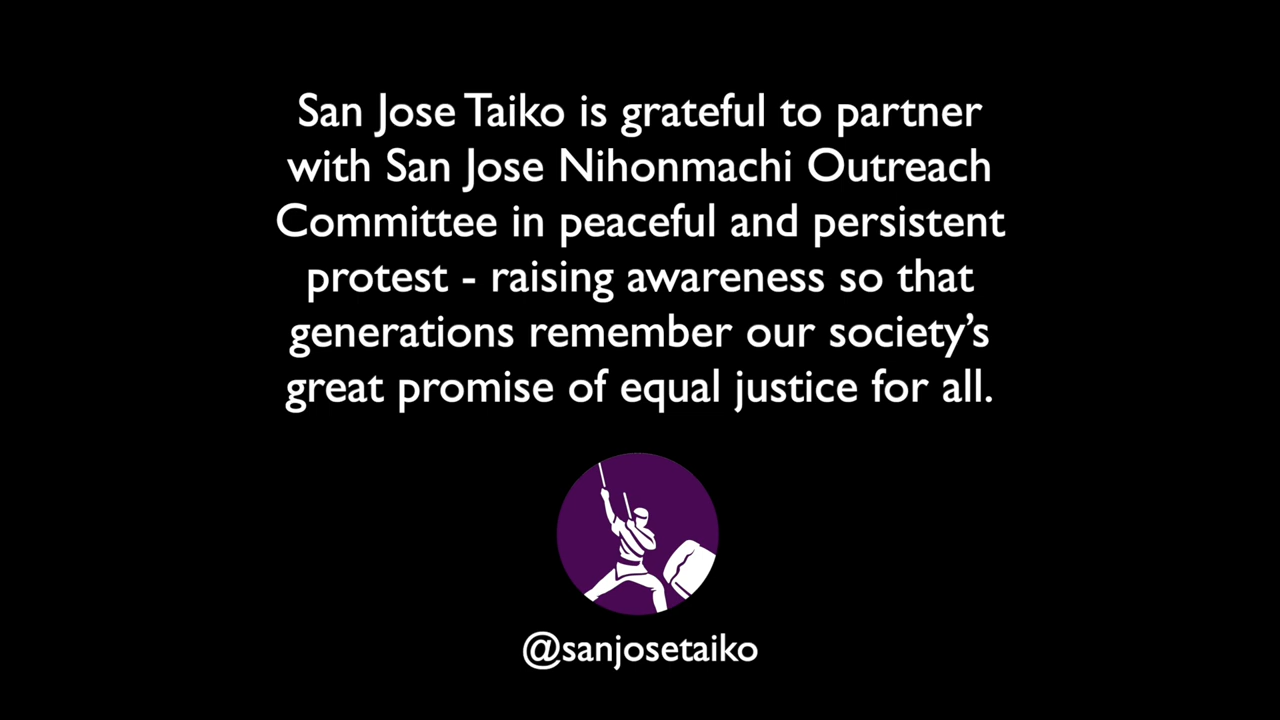 San Jose Taiko is grateful to partner
with San Jose Nihonmachi Outreach
Committee in peaceful and persistent
protest - raising awareness so that
generations remember our society’s
great promise of equal justice for all.
@sanjosetaiko